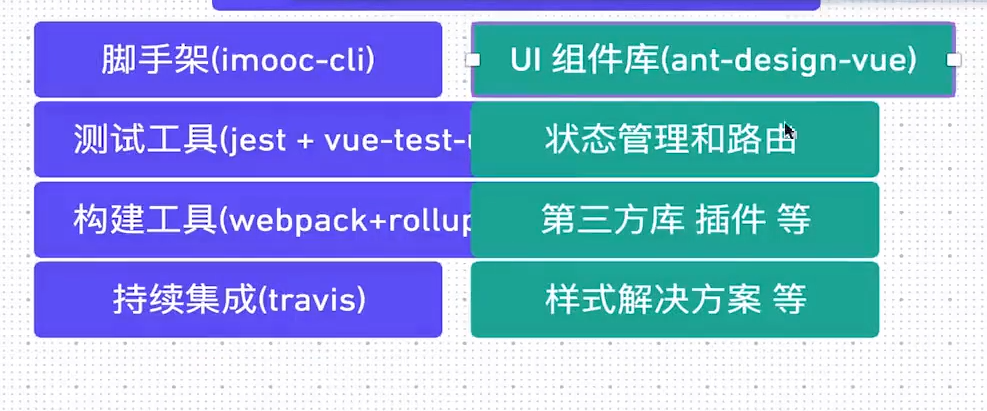 脚手架(imooc-cli)
UI 组件库(ant-design-vue)
测试工具(jest + vue-test-
状态管理和路由
构建工具(webpack+rollup
第三方库 插件 等
持续集成(travis)
样式解决方案 等